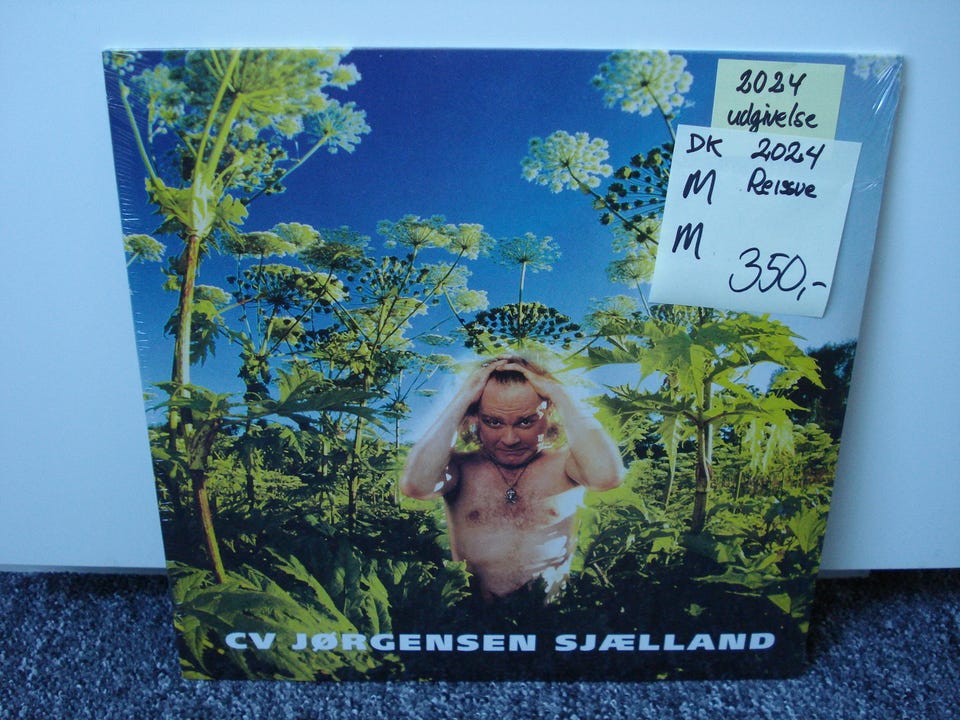 2024
udgivelse
DK 2024
M Reissue
M
350,-
CV JØRGENSEN SJÆLLAND